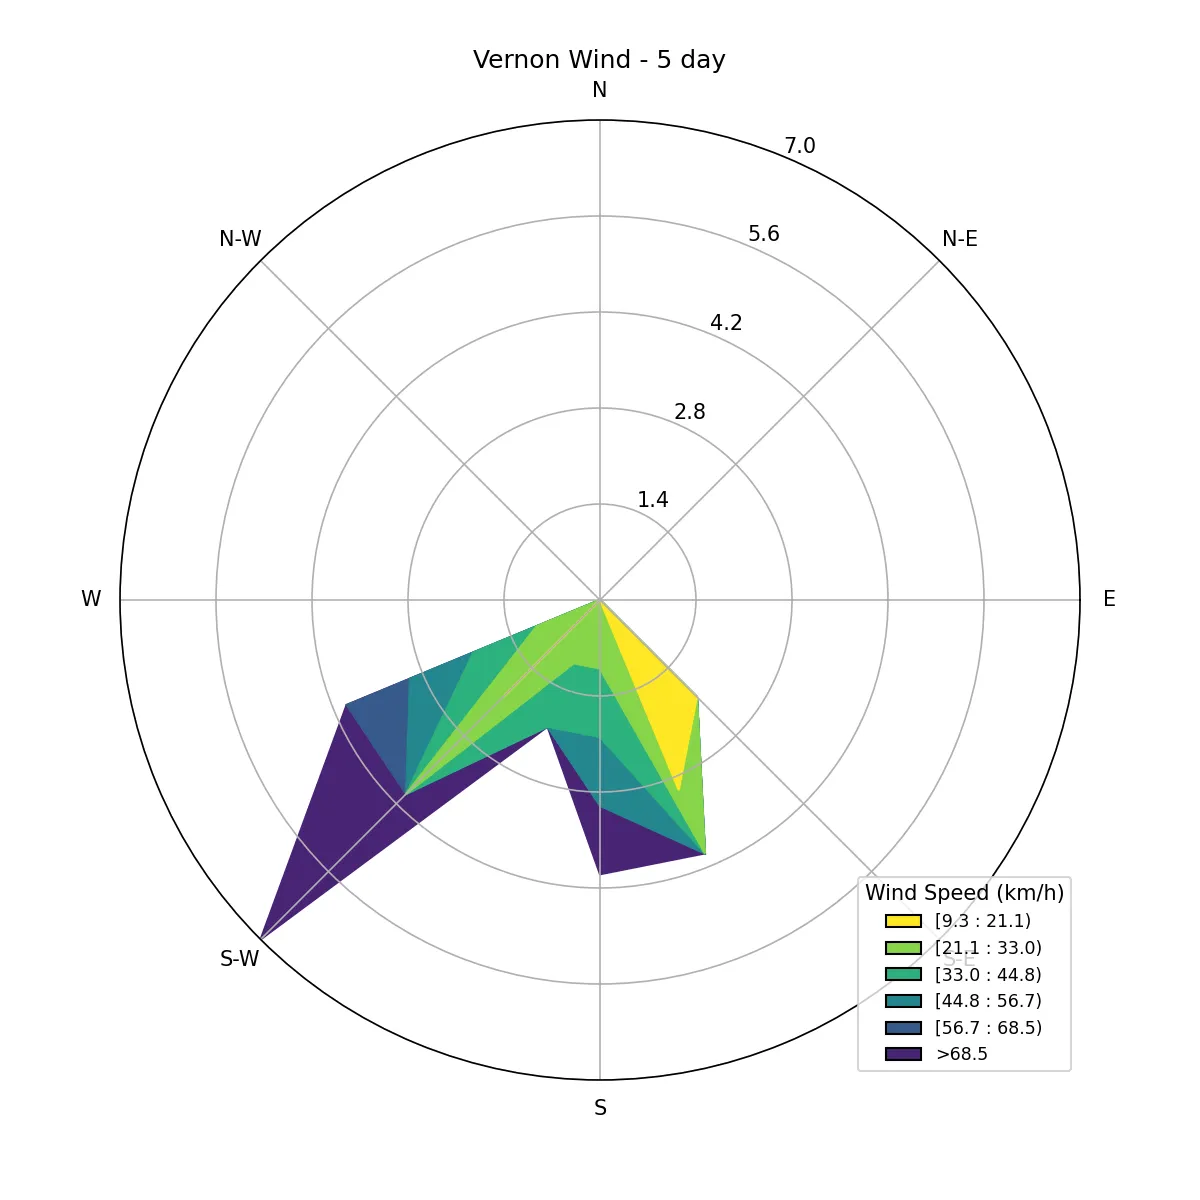 Vernon Wind - 5 day
N
7.0
N-W
5.6
N-E
4.2
2.8
1.4
W
E
S-W
S-E
S
Wind Speed (km/h)
[9.3 : 21.1)
[21.1 : 33.0)
[33.0 : 44.8)
[44.8 : 56.7)
[56.7 : 68.5)
>68.5